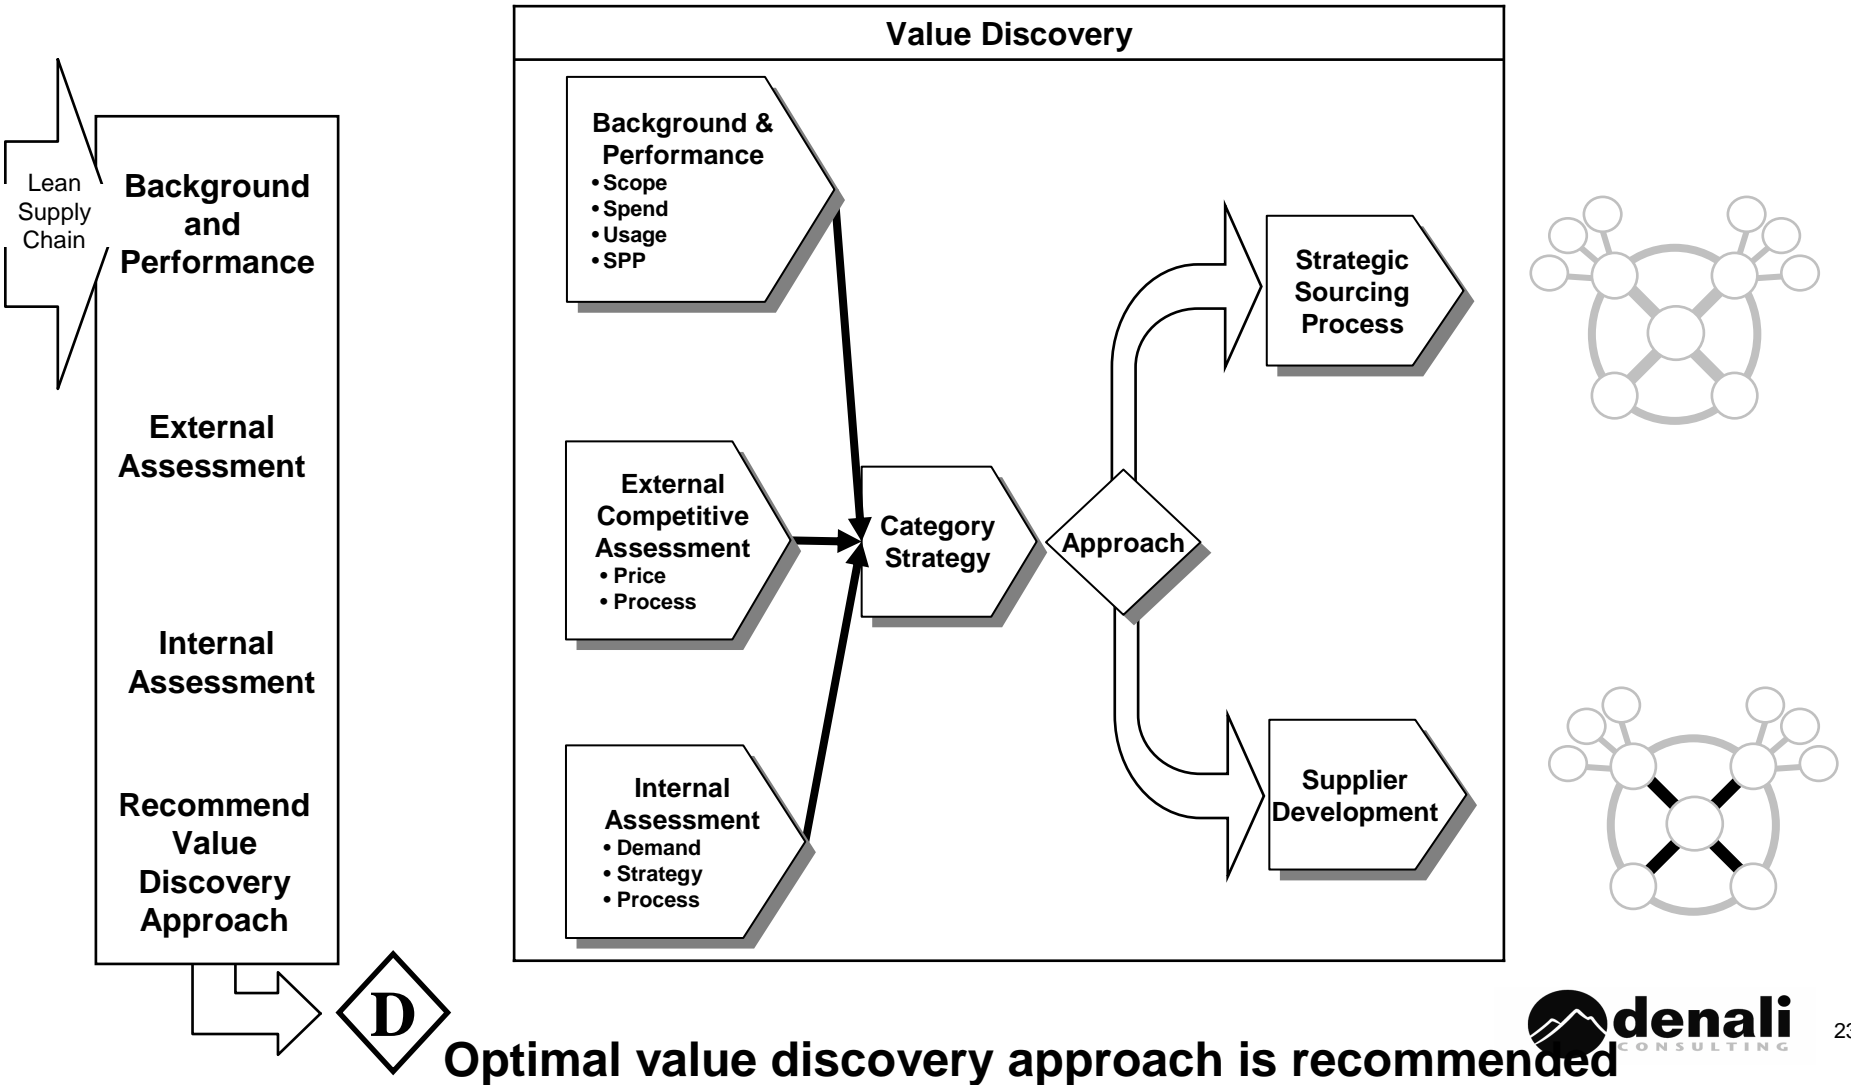 Value Discovery
Lean
Supply
Chain
Background
and
Performance
External
Assessment
Internal
Assessment
Recommend
Value
Discovery
Approach
D
Background &
Performance
• Scope
• Spend
• Usage
• SPP
External
Competitive
Assessment
• Price
• Process
Internal
Assessment
• Demand
• Strategy
• Process
Category
Strategy
Approach
Strategic
Sourcing
Process
Supplier
Development
denali
CONSULTING
23
Optimal value discovery approach is recommended